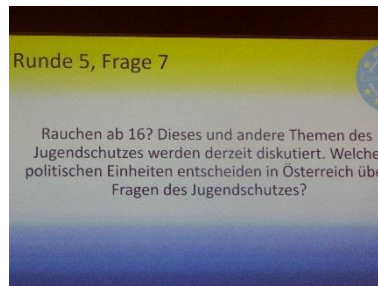 Runde 5, Frage 7
Rauchen ab 16? Dieses und andere Themen des
Jugendschutzes werden derzeit diskutiert. Welche
politischen Einheiten entscheiden in Österreich übe
Fragen des Jugendschutzes?